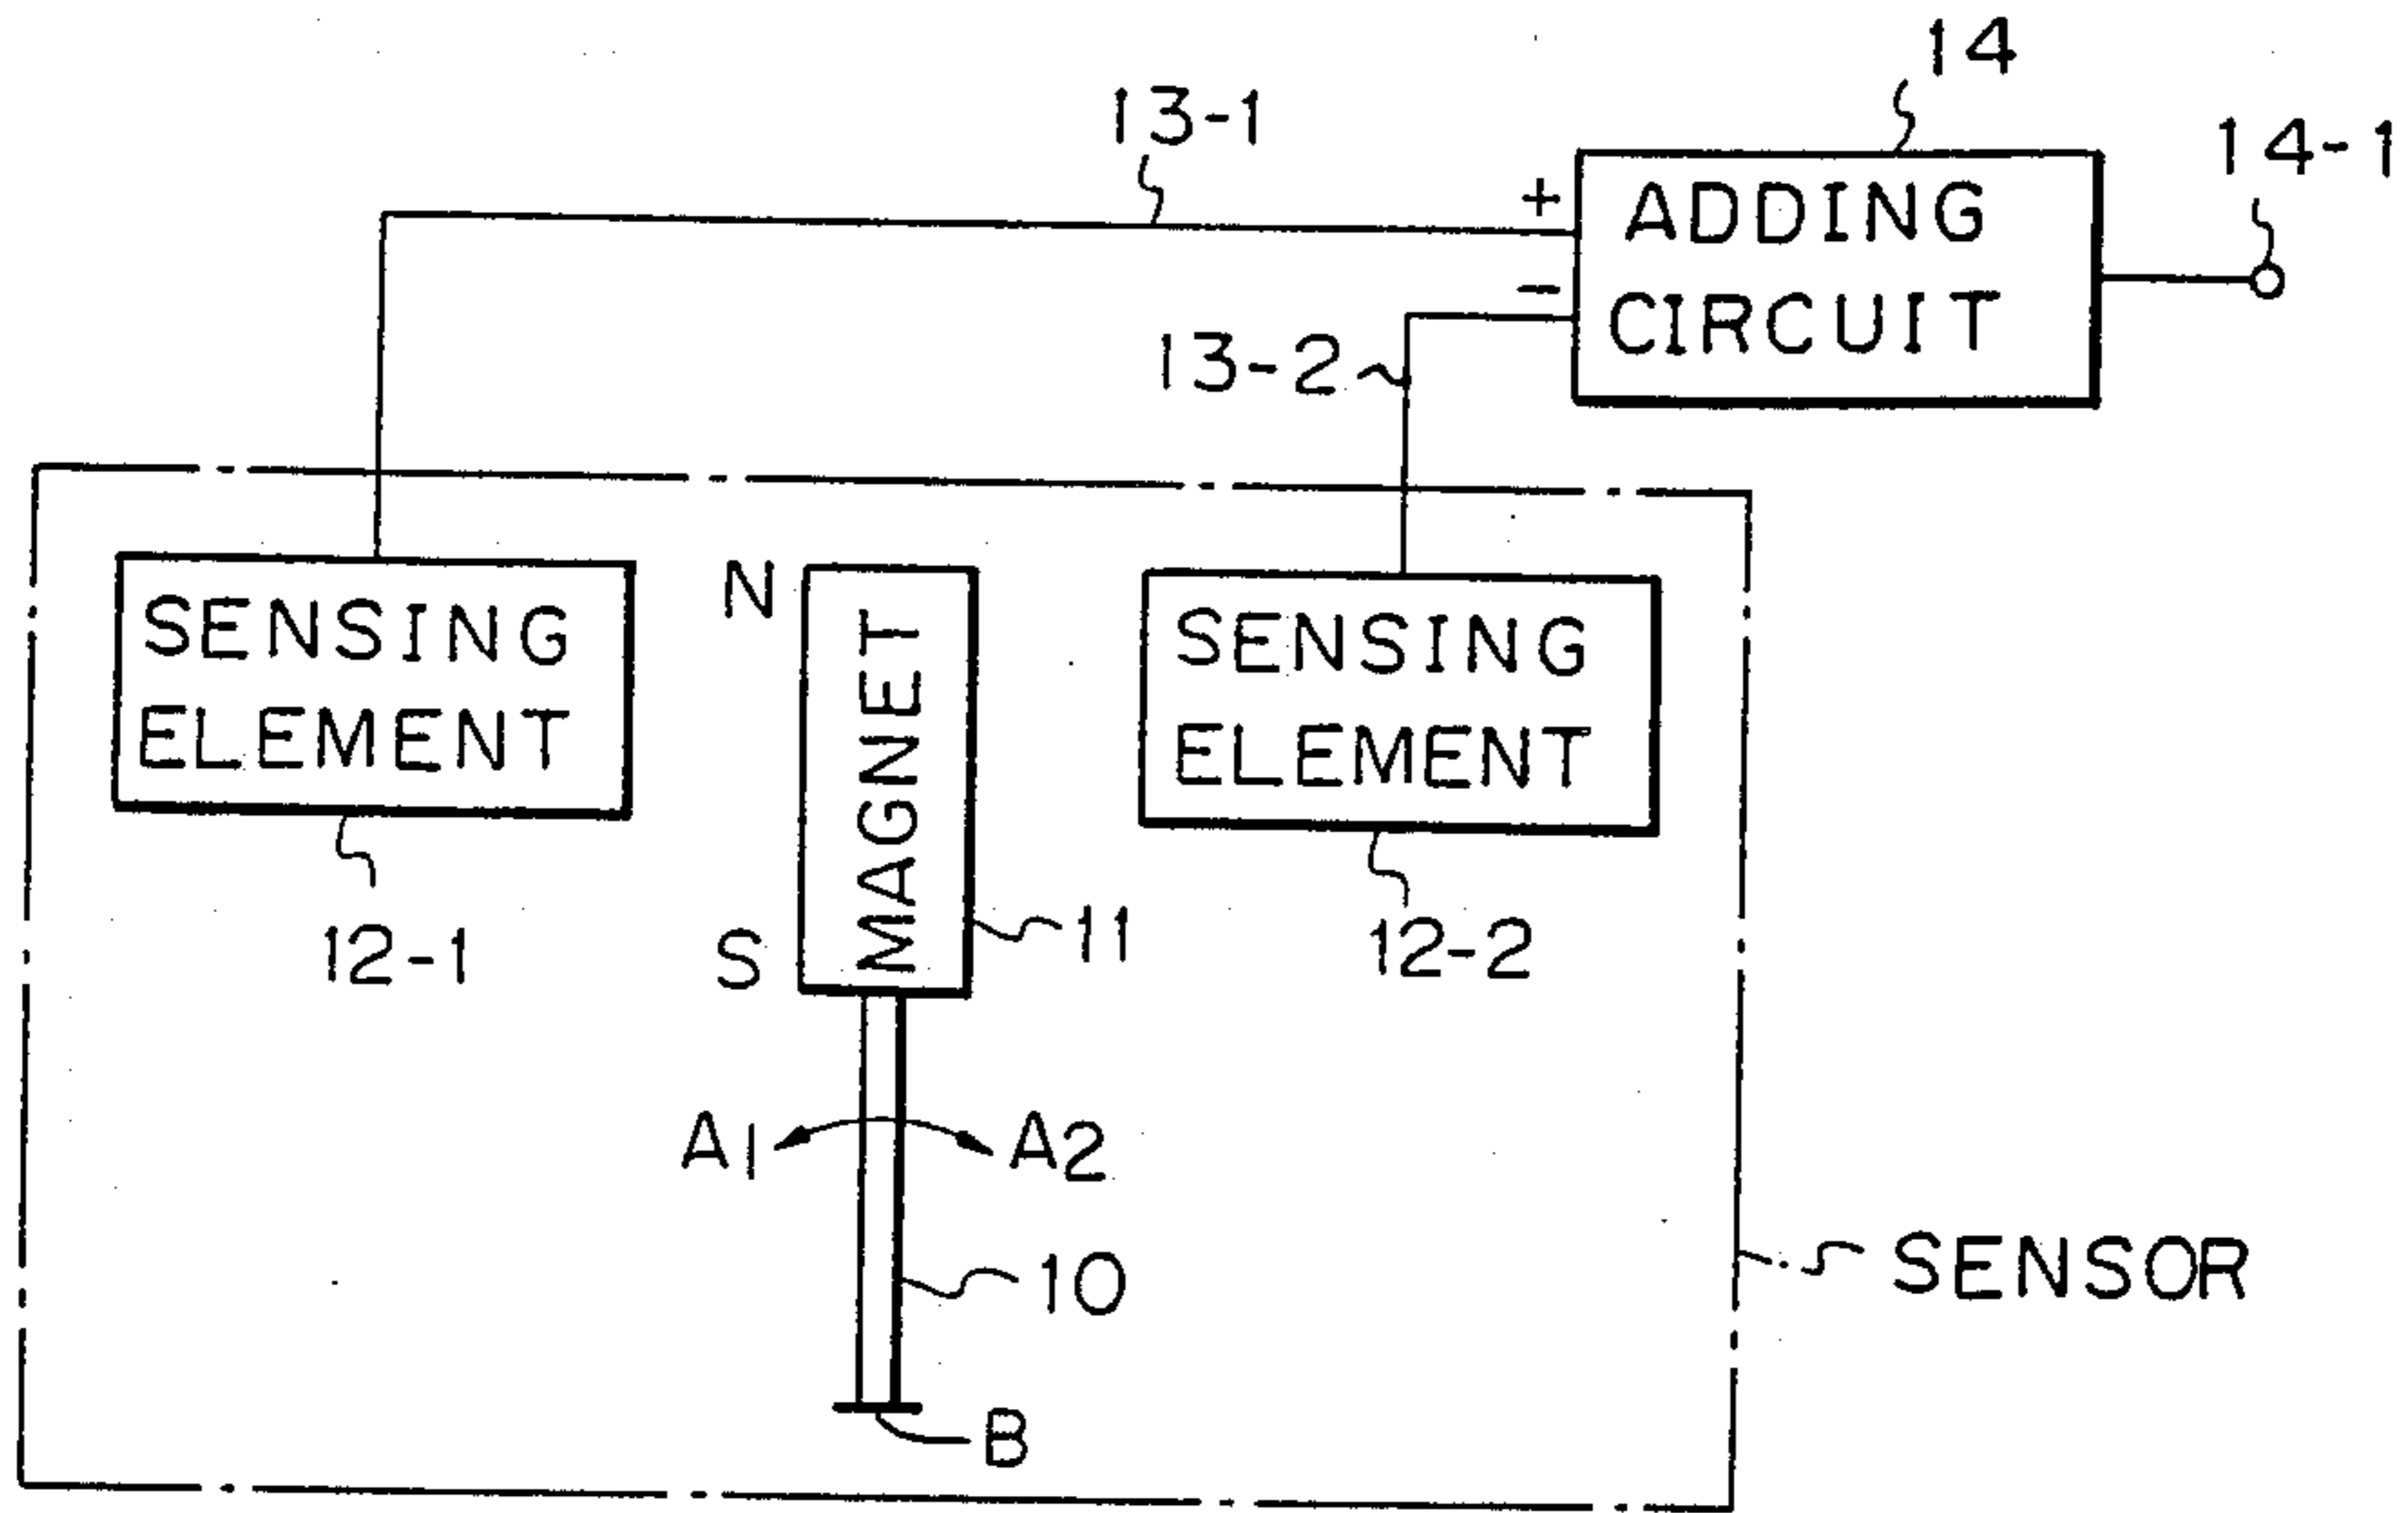 14
13-1
14-1
+
ADDING
CIRCUIT
-
13-2
N
SENSING
ELEMENT
MAGNET
SENSING
ELEMENT
S
11
12-1
12-2
A1
A2
10
SENSOR
B